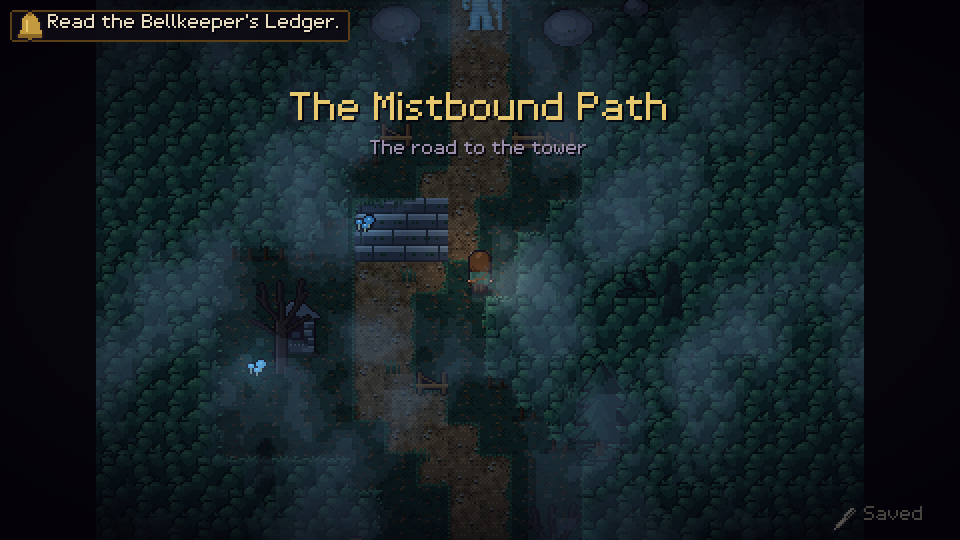 Read the Bellkeeper's Ledger.
The Mistbound Path
The road to the tower
Saved